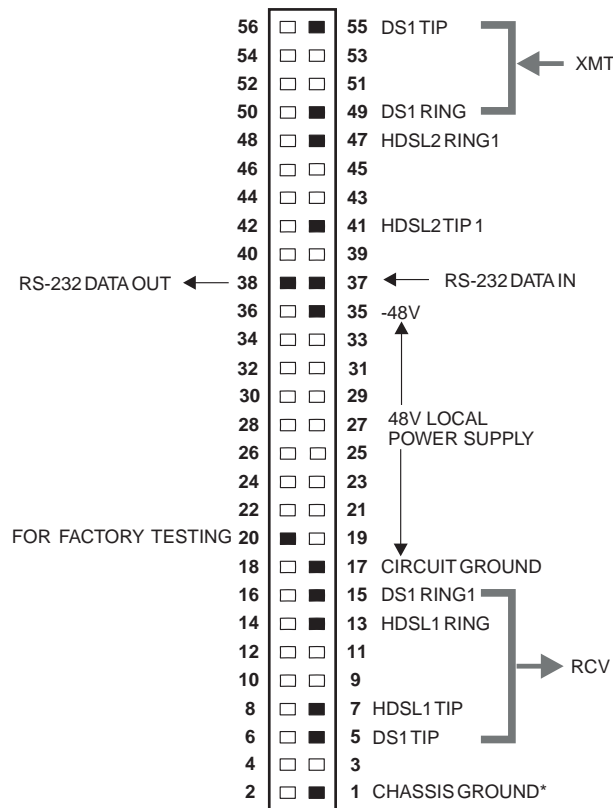 56 55 DS1 TIP
54 53
XMT
52 51
50 49 DS1 RING
48 47 HDSL2 RING1
46 45
44 43
42 41 HDSL2 TIP 1
40 39
RS-232 DATA OUT 38 37 RS-232 DATA IN
36 35 -48V
34 33
32 31
30 29
28 27 48V LOCAL
POWER SUPPLY
26 25
24 23
22 21
FOR FACTORY TESTING 20 19
18 17 CIRCUIT GROUND
16 15 DS1 RING1
14 13 HDSL1 RING
12 11
RCV
10 9
8 7 HDSL1 TIP
6 5 DS1 TIP
4 3
2 1 CHASSIS GROUND*